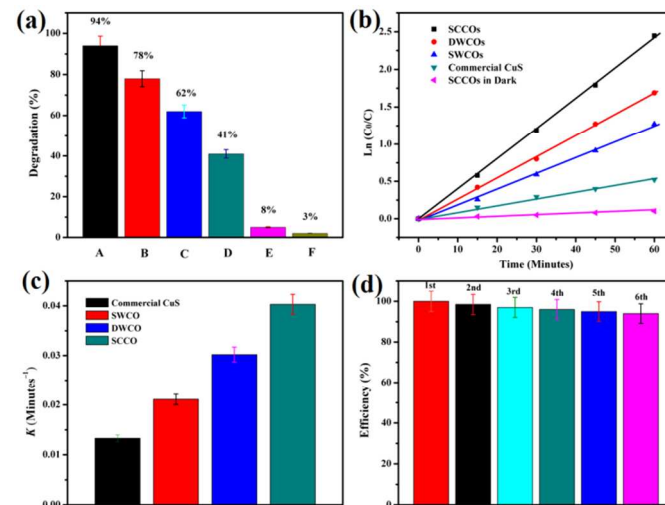 (a)
94%
78%
62%
41%
8%
3%
100
80
60
40
20
0
Degradation (%)
A B C D E F
(b)
SCCOs
DWCOs
SWCOs
Commercial CuS
SCCOs in Dark
2.5
2.0
1.5
1.0
0.5
0.0
Ln (C0/C)
0 10 20 30 40 50 60
Time (Minutes)
(c)
Commercial CuS
SWCO
DWCO
SCCO
0.04
0.03
0.02
0.01
0.00
K (Minutes⁻¹)
(d)
1st 2nd 3rd 4th 5th 6th
100
80
60
40
20
0
Efficiency (%)